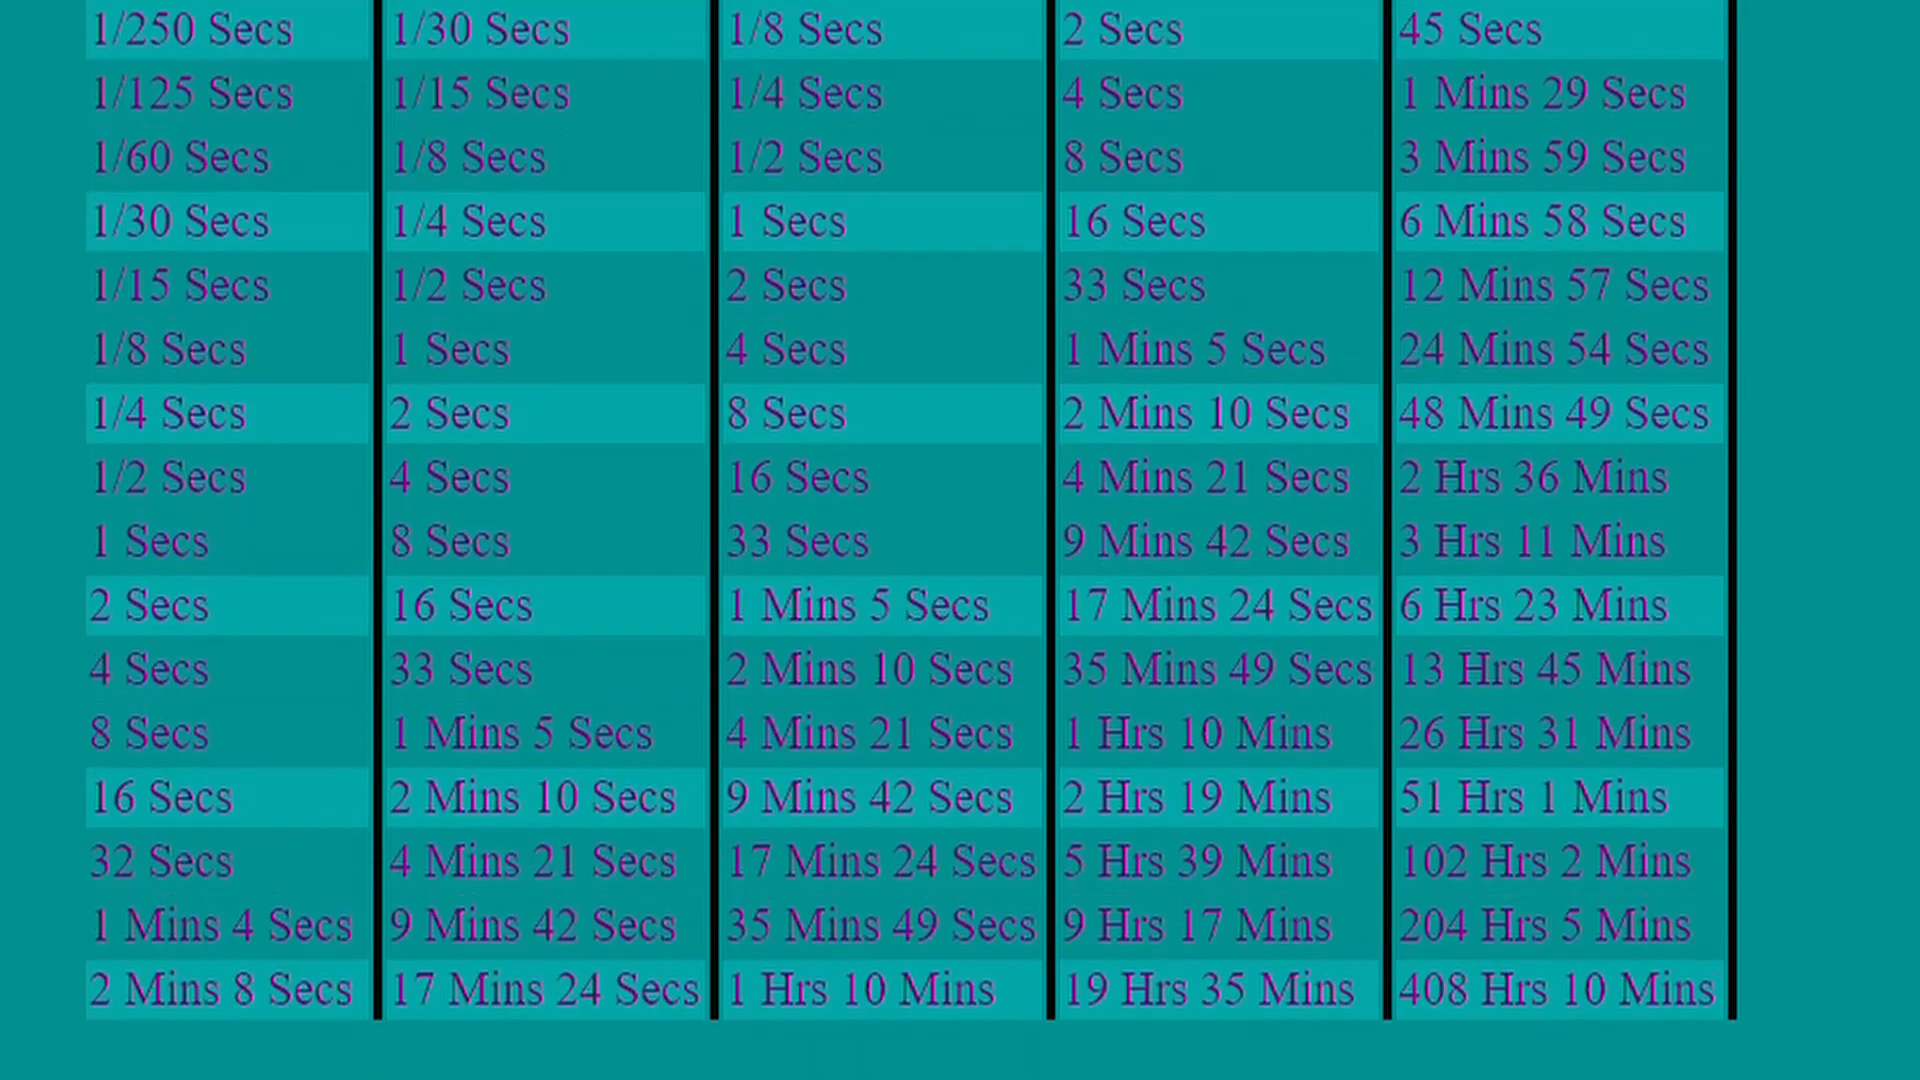 1/250 Secs 1/30 Secs 1/8 Secs 2 Secs 45 Secs
1/125 Secs 1/15 Secs 1/4 Secs 4 Secs 1 Mins 29 Secs
1/60 Secs 1/8 Secs 1/2 Secs 8 Secs 3 Mins 59 Secs
1/30 Secs 1/4 Secs 1 Secs 16 Secs 6 Mins 58 Secs
1/15 Secs 1/2 Secs 2 Secs 33 Secs 12 Mins 57 Secs
1/8 Secs 1 Secs 4 Secs 1 Mins 5 Secs 24 Mins 54 Secs
1/4 Secs 2 Secs 8 Secs 2 Mins 10 Secs 48 Mins 49 Secs
1/2 Secs 4 Secs 16 Secs 4 Mins 21 Secs 2 Hrs 36 Mins
1 Secs 8 Secs 33 Secs 9 Mins 42 Secs 3 Hrs 11 Mins
2 Secs 16 Secs 1 Mins 5 Secs 17 Mins 24 Secs 6 Hrs 23 Mins
4 Secs 33 Secs 2 Mins 10 Secs 35 Mins 49 Secs 13 Hrs 45 Mins
8 Secs 1 Mins 5 Secs 4 Mins 21 Secs 1 Hrs 10 Mins 26 Hrs 31 Mins
16 Secs 2 Mins 10 Secs 9 Mins 42 Secs 2 Hrs 19 Mins 51 Hrs 1 Mins
32 Secs 4 Mins 21 Secs 17 Mins 24 Secs 5 Hrs 39 Mins 102 Hrs 2 Mins
1 Mins 4 Secs 9 Mins 42 Secs 35 Mins 49 Secs 9 Hrs 17 Mins 204 Hrs 5 Mins
2 Mins 8 Secs 17 Mins 24 Secs 1 Hrs 10 Mins 19 Hrs 35 Mins 408 Hrs 10 Mins